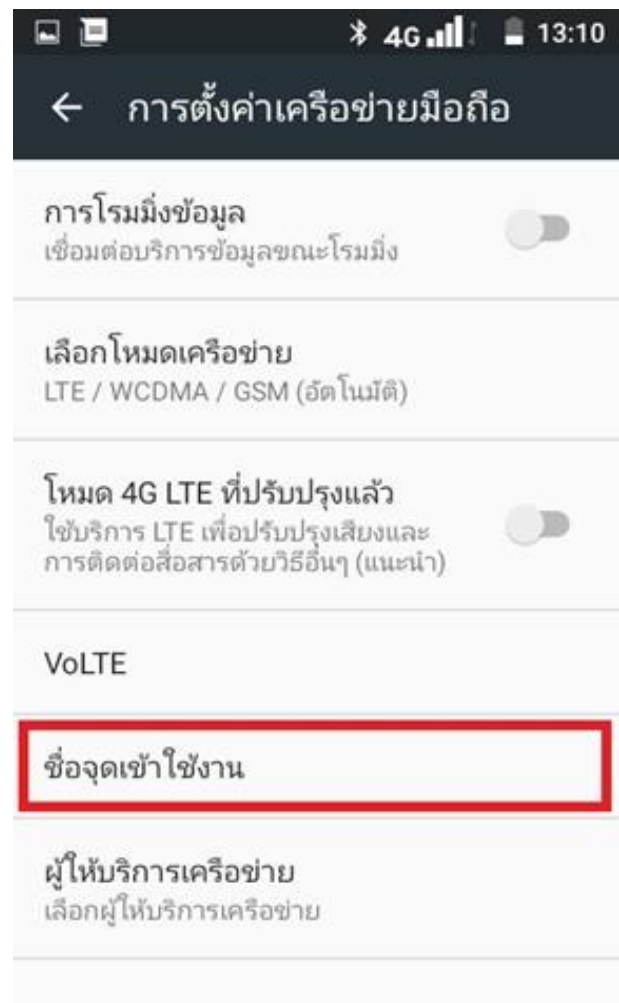 4G 13:10
การตั้งค่าเครือข่ายมือถือ
การโรมมิ่งข้อมูล
เชื่อมต่อบริการข้อมูลขณะโรมมิ่ง
เลือกโหมดเครือข่าย
LTE / WCDMA / GSM (อัตโนมัติ)
โหมด 4G LTE ที่ปรับปรุงแล้ว
ใช้บริการ LTE เพื่อปรับปรุงเสียงและ
การติดต่อสื่อสารด้วยวิธีอื่นๆ (แนะนำ)
VoLTE
ชื่อจุดเข้าใช้งาน
ผู้ให้บริการเครือข่าย
เลือกผู้ให้บริการเครือข่าย